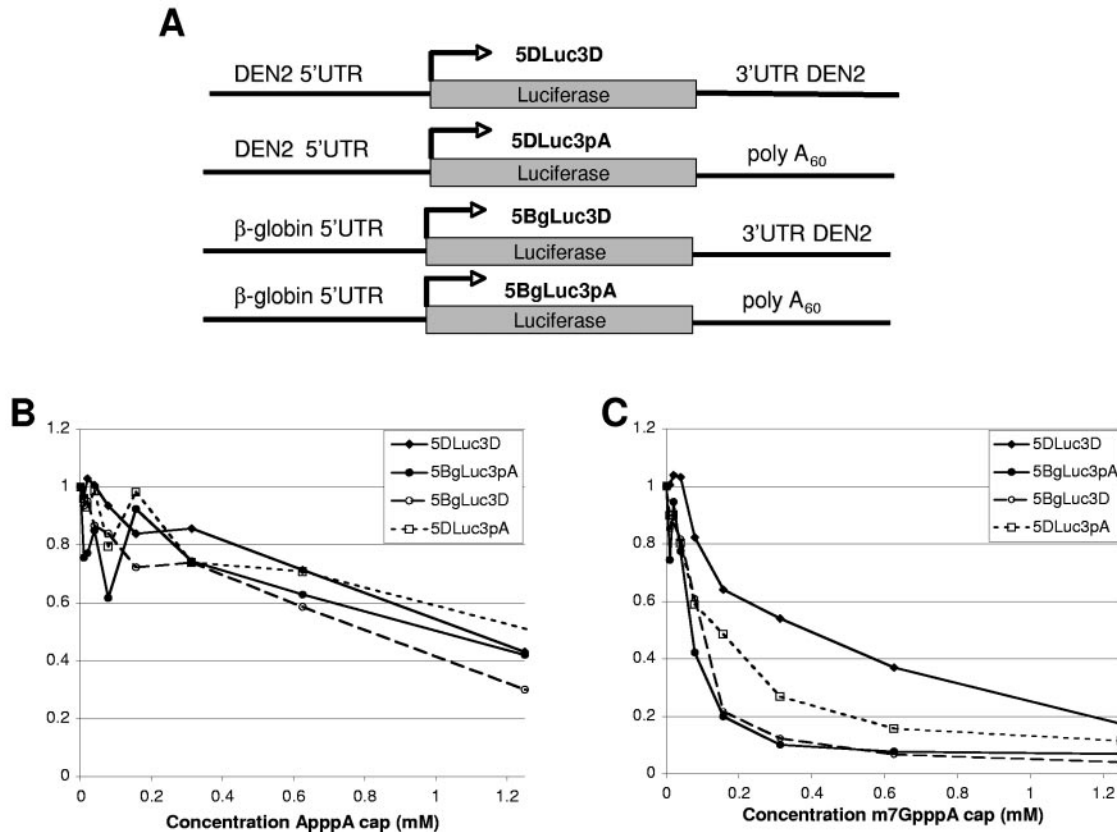 A
DEN2 5'UTR
5DLuc3D
3'UTR DEN2
Luciferase
DEN2 5'UTR
5DLuc3pA
poly A₆₀
Luciferase
β-globin 5'UTR
5BgLuc3D
3'UTR DEN2
Luciferase
β-globin 5'UTR
5BgLuc3pA
poly A₆₀
Luciferase
B
1.2
1
0.8
0.6
0.4
0.2
0
0 0.2 0.4 0.6 0.8 1 1.2
5DLuc3D
5BgLuc3pA
5BgLuc3D
5DLuc3pA
Concentration ApppA cap (mM)
C
1.2
1
0.8
0.6
0.4
0.2
0
0 0.2 0.4 0.6 0.8 1 1.2
5DLuc3D
5BgLuc3pA
5BgLuc3D
5DLuc3pA
Concentration m7GpppA cap (mM)